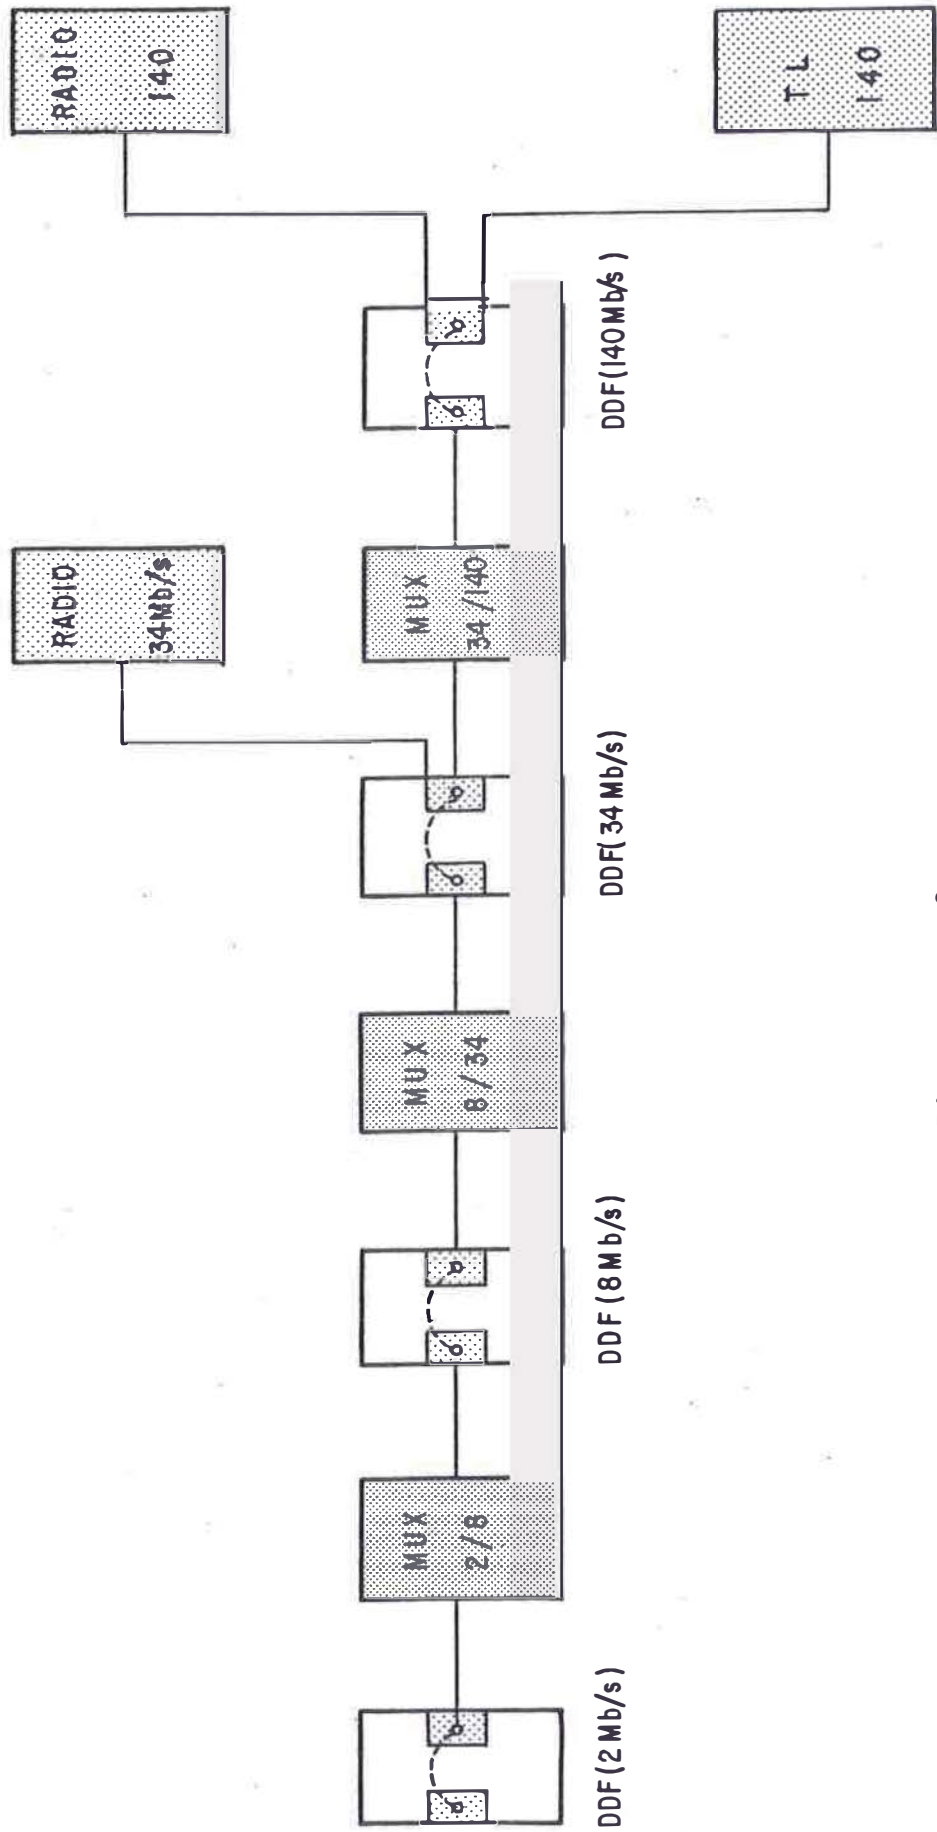 RADIO
140
RADIO
34Mb/s
MUX
2/8
MUX
8/34
MUX
34/140
TL
140
DDF(2Mb/s)
DDF(8Mb/s)
DDF(34Mb/s)
DDF(140Mb/s)